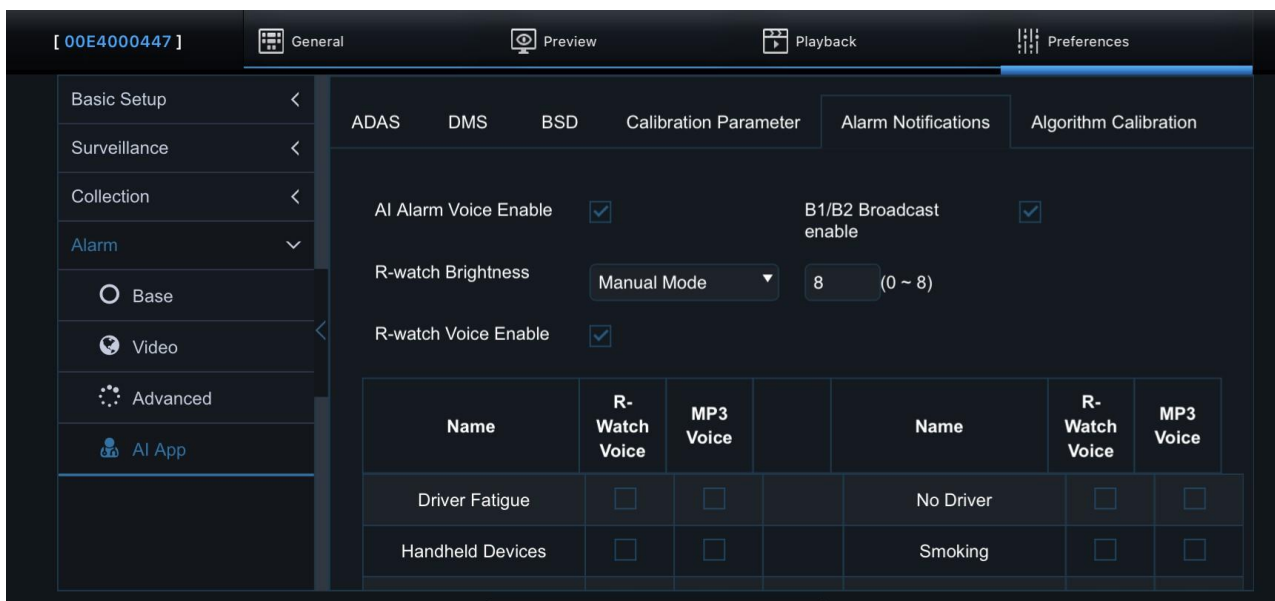 [ 00E4000447 ]
General
Preview
Playback
Preferences
Basic Setup
Surveillance
Collection
Alarm
Base
Video
Advanced
AI App
ADAS
DMS
BSD
Calibration Parameter
Alarm Notifications
Algorithm Calibration
AI Alarm Voice Enable
B1/B2 Broadcast
enable
R-watch Brightness
Manual Mode
8
(0 ~ 8)
R-watch Voice Enable
Name
R-
Watch
Voice
MP3
Voice
Name
R-
Watch
Voice
MP3
Voice
Driver Fatigue
No Driver
Handheld Devices
Smoking